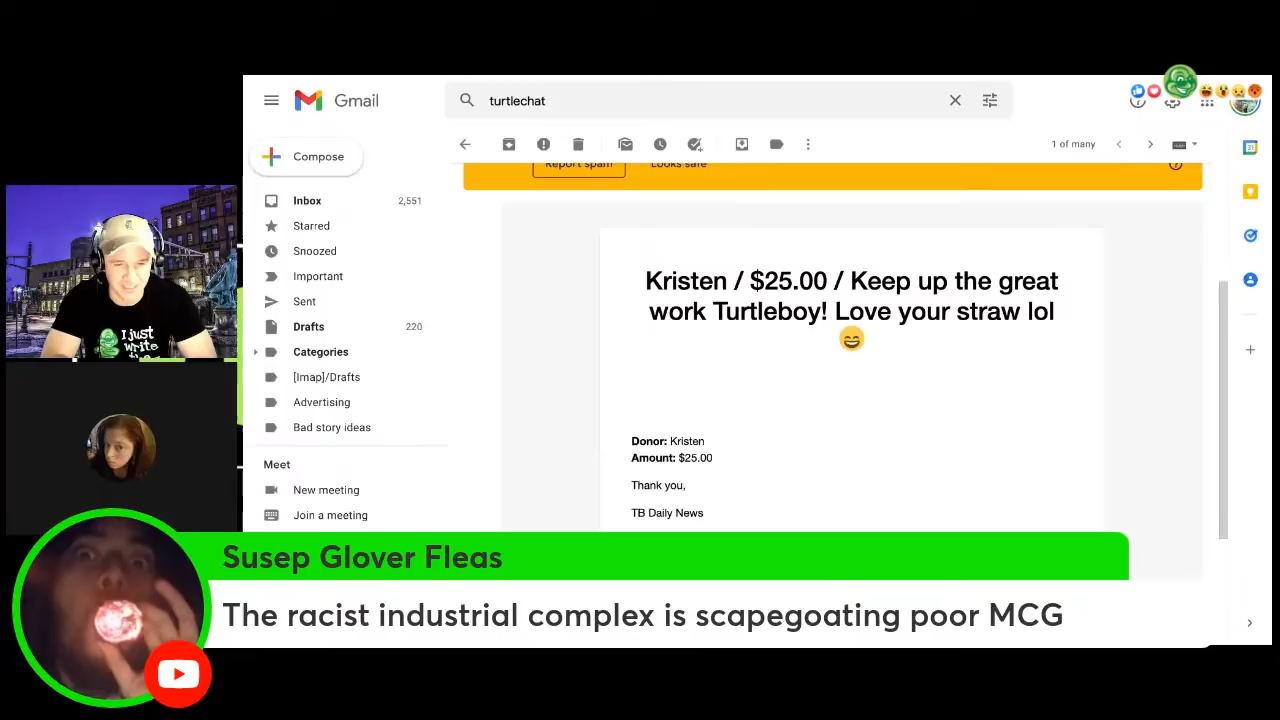 Gmail
turtlechat
Compose
1 of many
Report spam
Looks safe
Inbox 2,551
Starred
Snoozed
Important
Sent
Drafts 220
Categories
[Imap]/Drafts
Advertising
Bad story ideas
Meet
New meeting
Join a meeting
I just
write the
Kristen / $25.00 / Keep up the great
work Turtleboy! Love your straw lol
😄
Donor: Kristen
Amount: $25.00
Thank you,
TB Daily News
Susep Glover Fleas
The racist industrial complex is scapegoating poor MCG